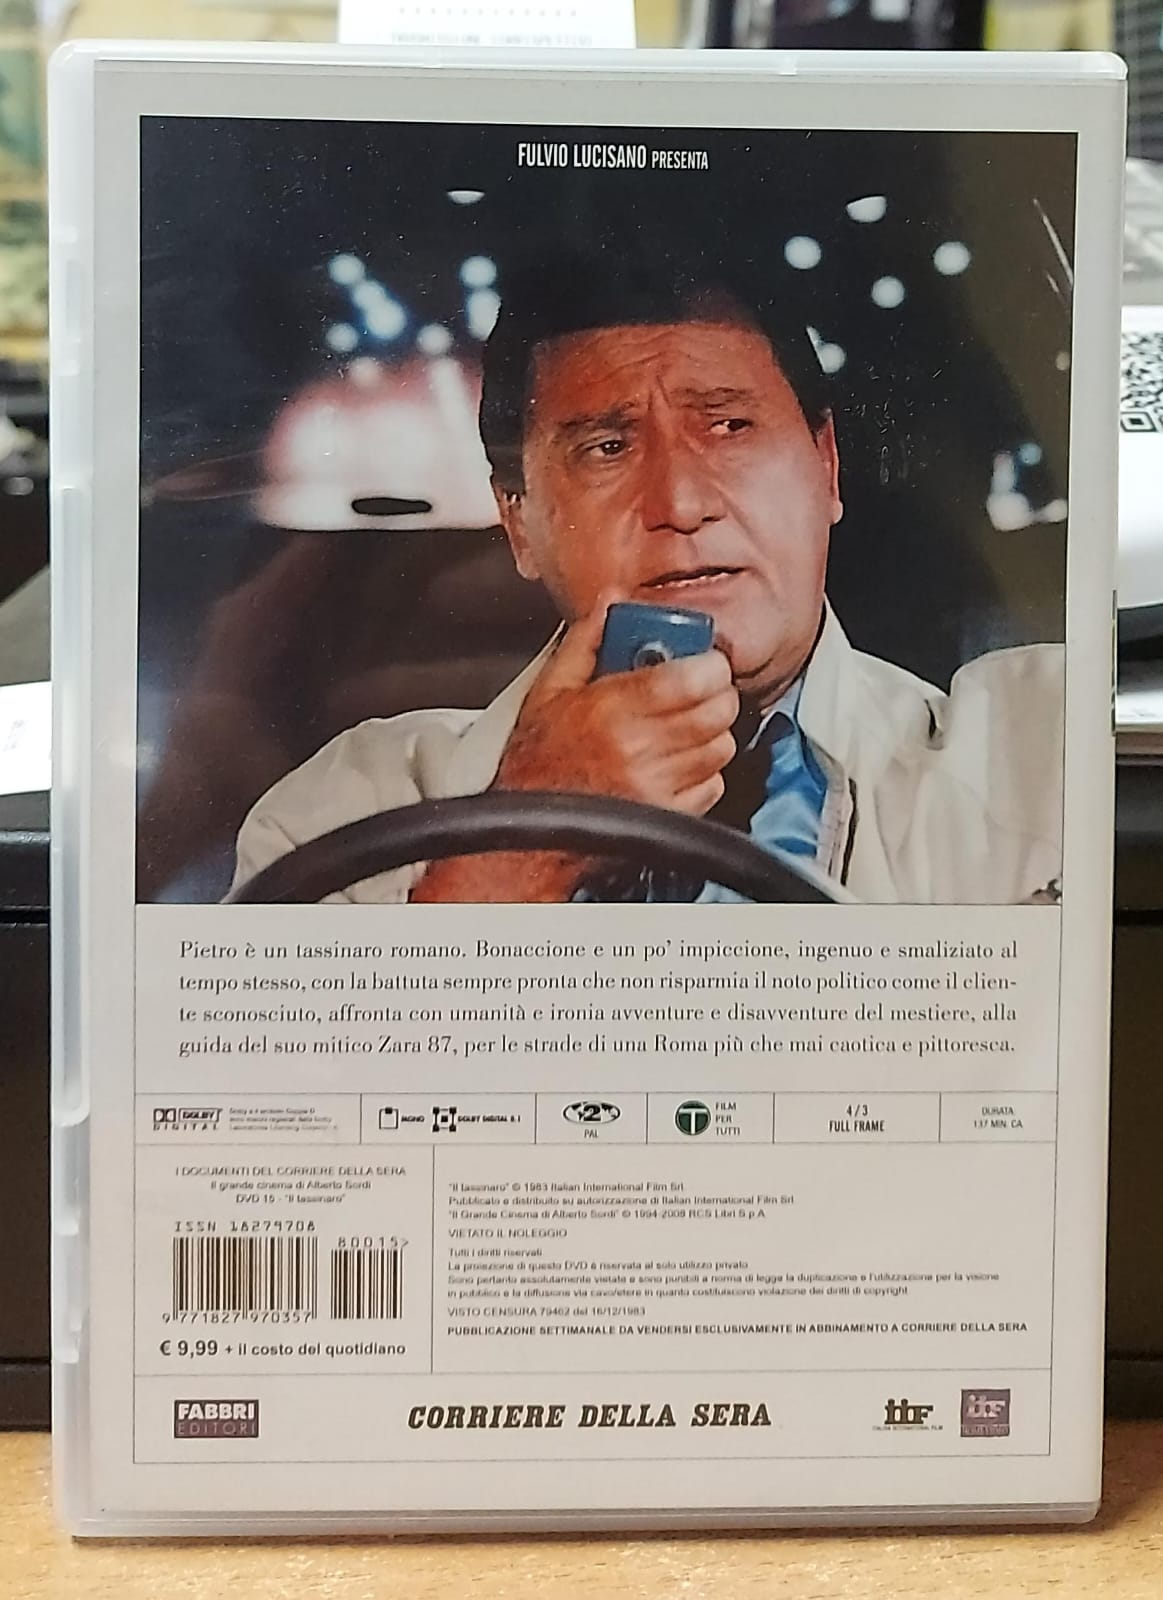 FULVIO LUCISANO PRESENTA
Pietro è un tassinaro romano. Bonaccione e un po' impiccione, ingenuo e smaliziato al
tempo stesso, con la battuta sempre pronta che non risparmia il noto politico come il clien-
te sconosciuto, affronta con umanità e ironia avventure e disavventure del mestiere, alla
guida del suo mitico Zara 87, per le strade di una Roma più che mai caotica e pittoresca.
DOLBY
DIGITAL
MONO
DOLBY DIGITAL 5.1
2
PAL
T
FILM
PER
TUTTI
4/3
FULL FRAME
DURATA
137 MIN. CA
I DOCUMENTI DEL CORRIERE DELLA SERA
Il grande cinema di Alberto Sordi
DVD 15 - "Il tassinaro"
ISSN 18279708
80015>
9 771827 970357
€ 9,99 + il costo del quotidiano
"Il tassinaro" © 1983 Italian International Film Srl
Pubblicato e distribuito su autorizzazione di Italian International Film Srl
"Il Grande Cinema di Alberto Sordi" © 1994-2009 RCS Libri S.p.A.
VIETATO IL NOLEGGIO
Tutti i diritti riservati
La proiezione di questo DVD è riservata al solo utilizzo privato
Sono pertanto assolutamente vietate e sono punibili a norma di legge la duplicazione e l'utilizzazione per la visione
in pubblico e la diffusione via cavo/etere in quanto costituiscono violazione dei diritti di copyright
VISTO CENSURA 79462 del 16/12/1983
PUBBLICAZIONE SETTIMANALE DA VENDERSI ESCLUSIVAMENTE IN ABBINAMENTO A CORRIERE DELLA SERA
FABBRI
EDITORI
CORRIERE DELLA SERA
IIF
ITALIAN INTERNATIONAL FILM
IIF